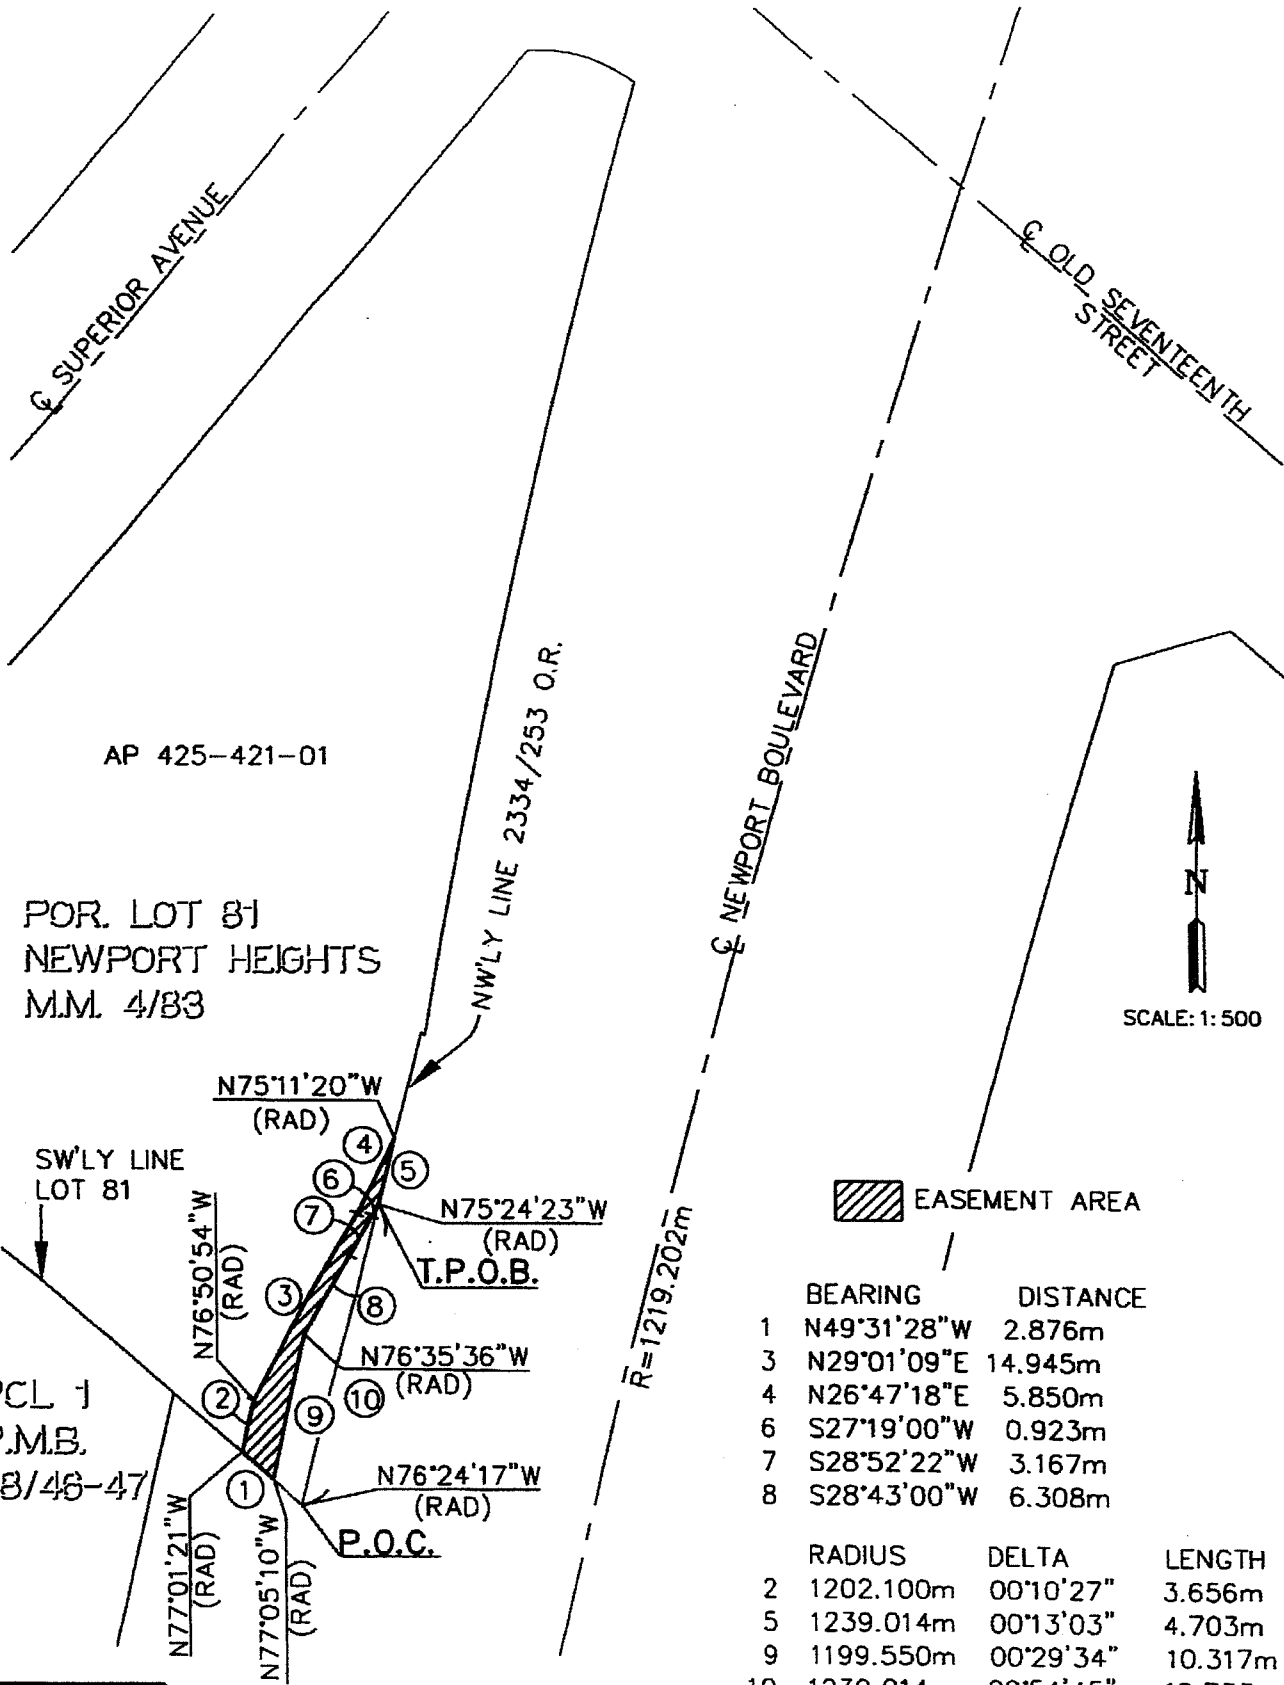 ℄ SUPERIOR AVENUE
℄ OLD SEVENTEENTH
STREET
NW'LY LINE 2334/253 O.R.
℄ NEWPORT BOULEVARD
AP 425-421-01
POR. LOT 81
NEWPORT HEIGHTS
M.M. 4/83
N
SCALE: 1:500
N75°11'20"W
(RAD)
SW'LY LINE
LOT 81
4
5
6
7
N75°24'23"W
(RAD)
T.P.O.B.
N76°50'54"W
(RAD)
3
8
R=1219.202m
N76°35'36"W
(RAD)
2
9
10
PCL 1
P.M.B.
8/46-47
1
N76°24'17"W
(RAD)
P.O.C.
N77°01'21"W
(RAD)
N77°05'10"W
(RAD)
EASEMENT AREA
BEARING DISTANCE
1 N49°31'28"W 2.876m
3 N29°01'09"E 14.945m
4 N26°47'18"E 5.850m
6 S27°19'00"W 0.923m
7 S28°52'22"W 3.167m
8 S28°43'00"W 6.308m
RADIUS DELTA LENGTH
2 1202.100m 00°10'27" 3.656m
5 1239.014m 00°13'03" 4.703m
9 1199.550m 00°29'34" 10.317m
10